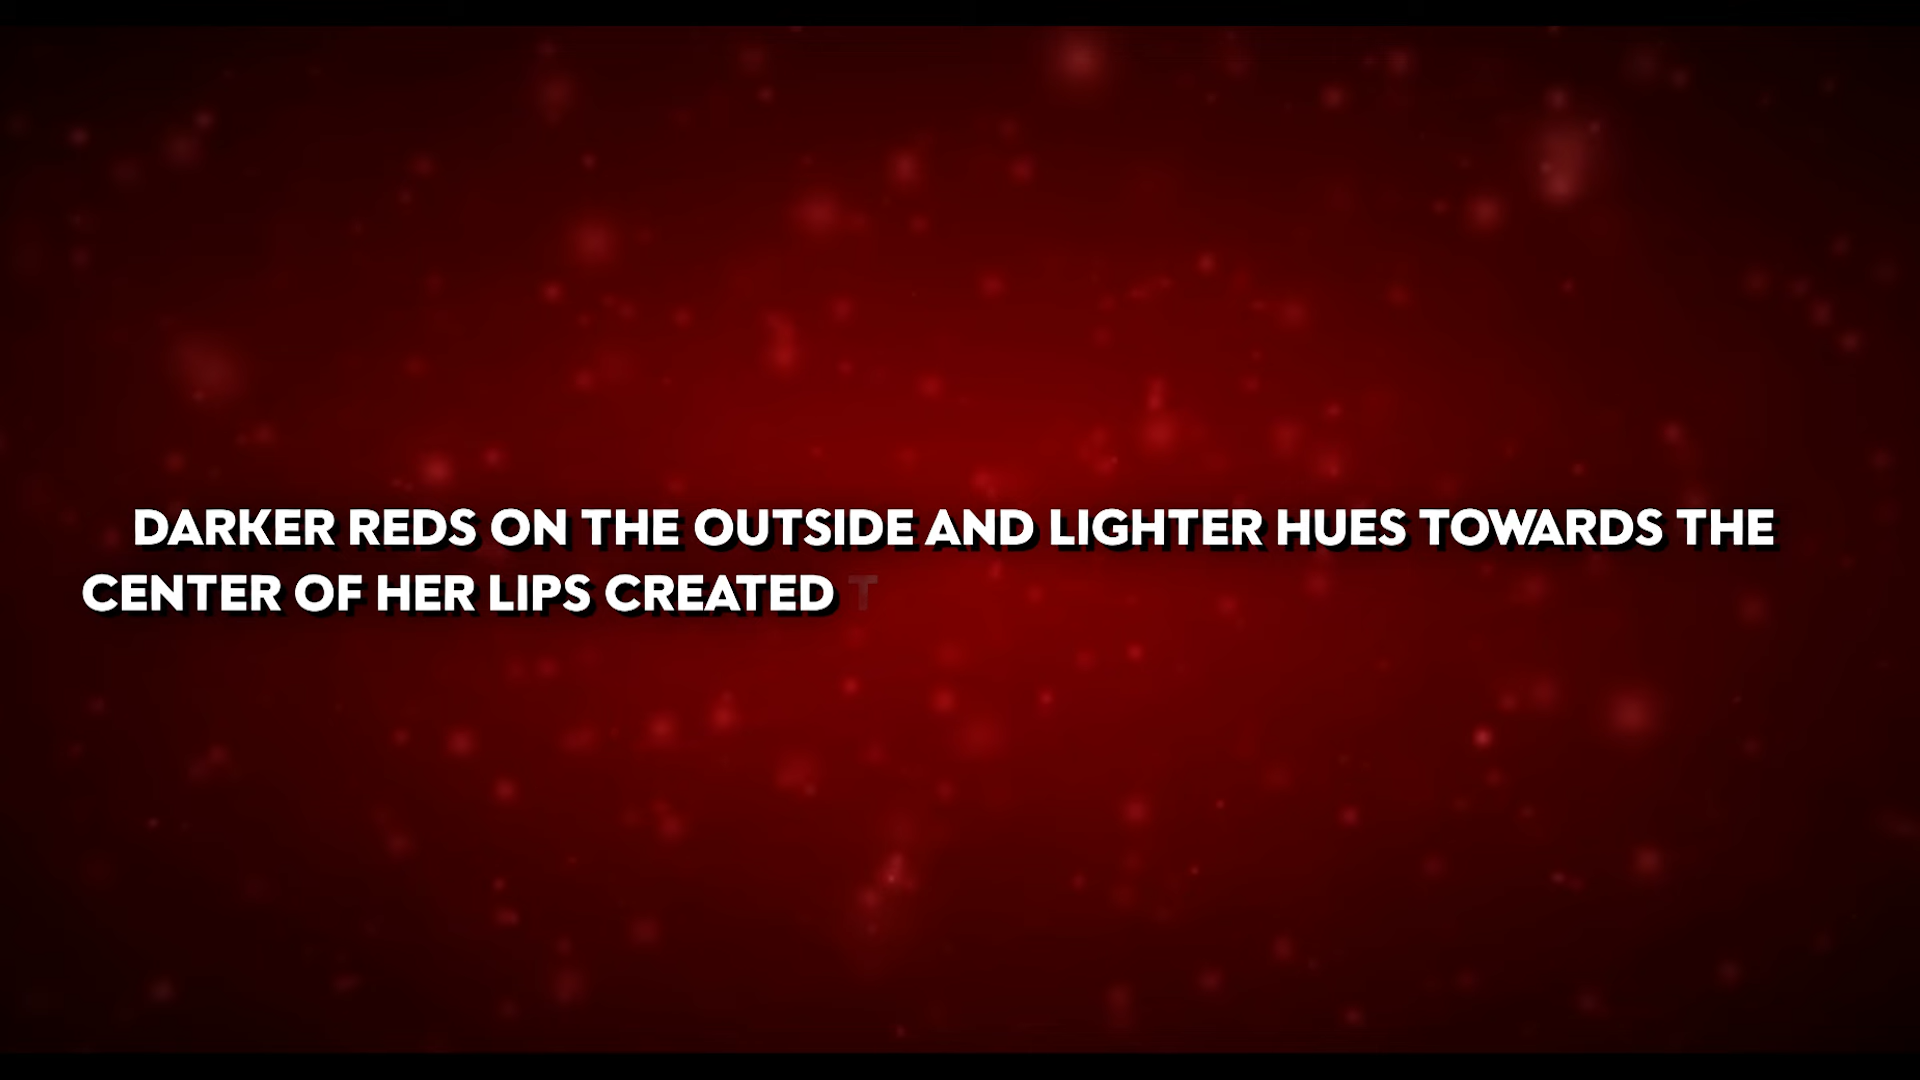 DARKER REDS ON THE OUTSIDE AND LIGHTER HUES TOWARDS THE
CENTER OF HER LIPS CREATED T